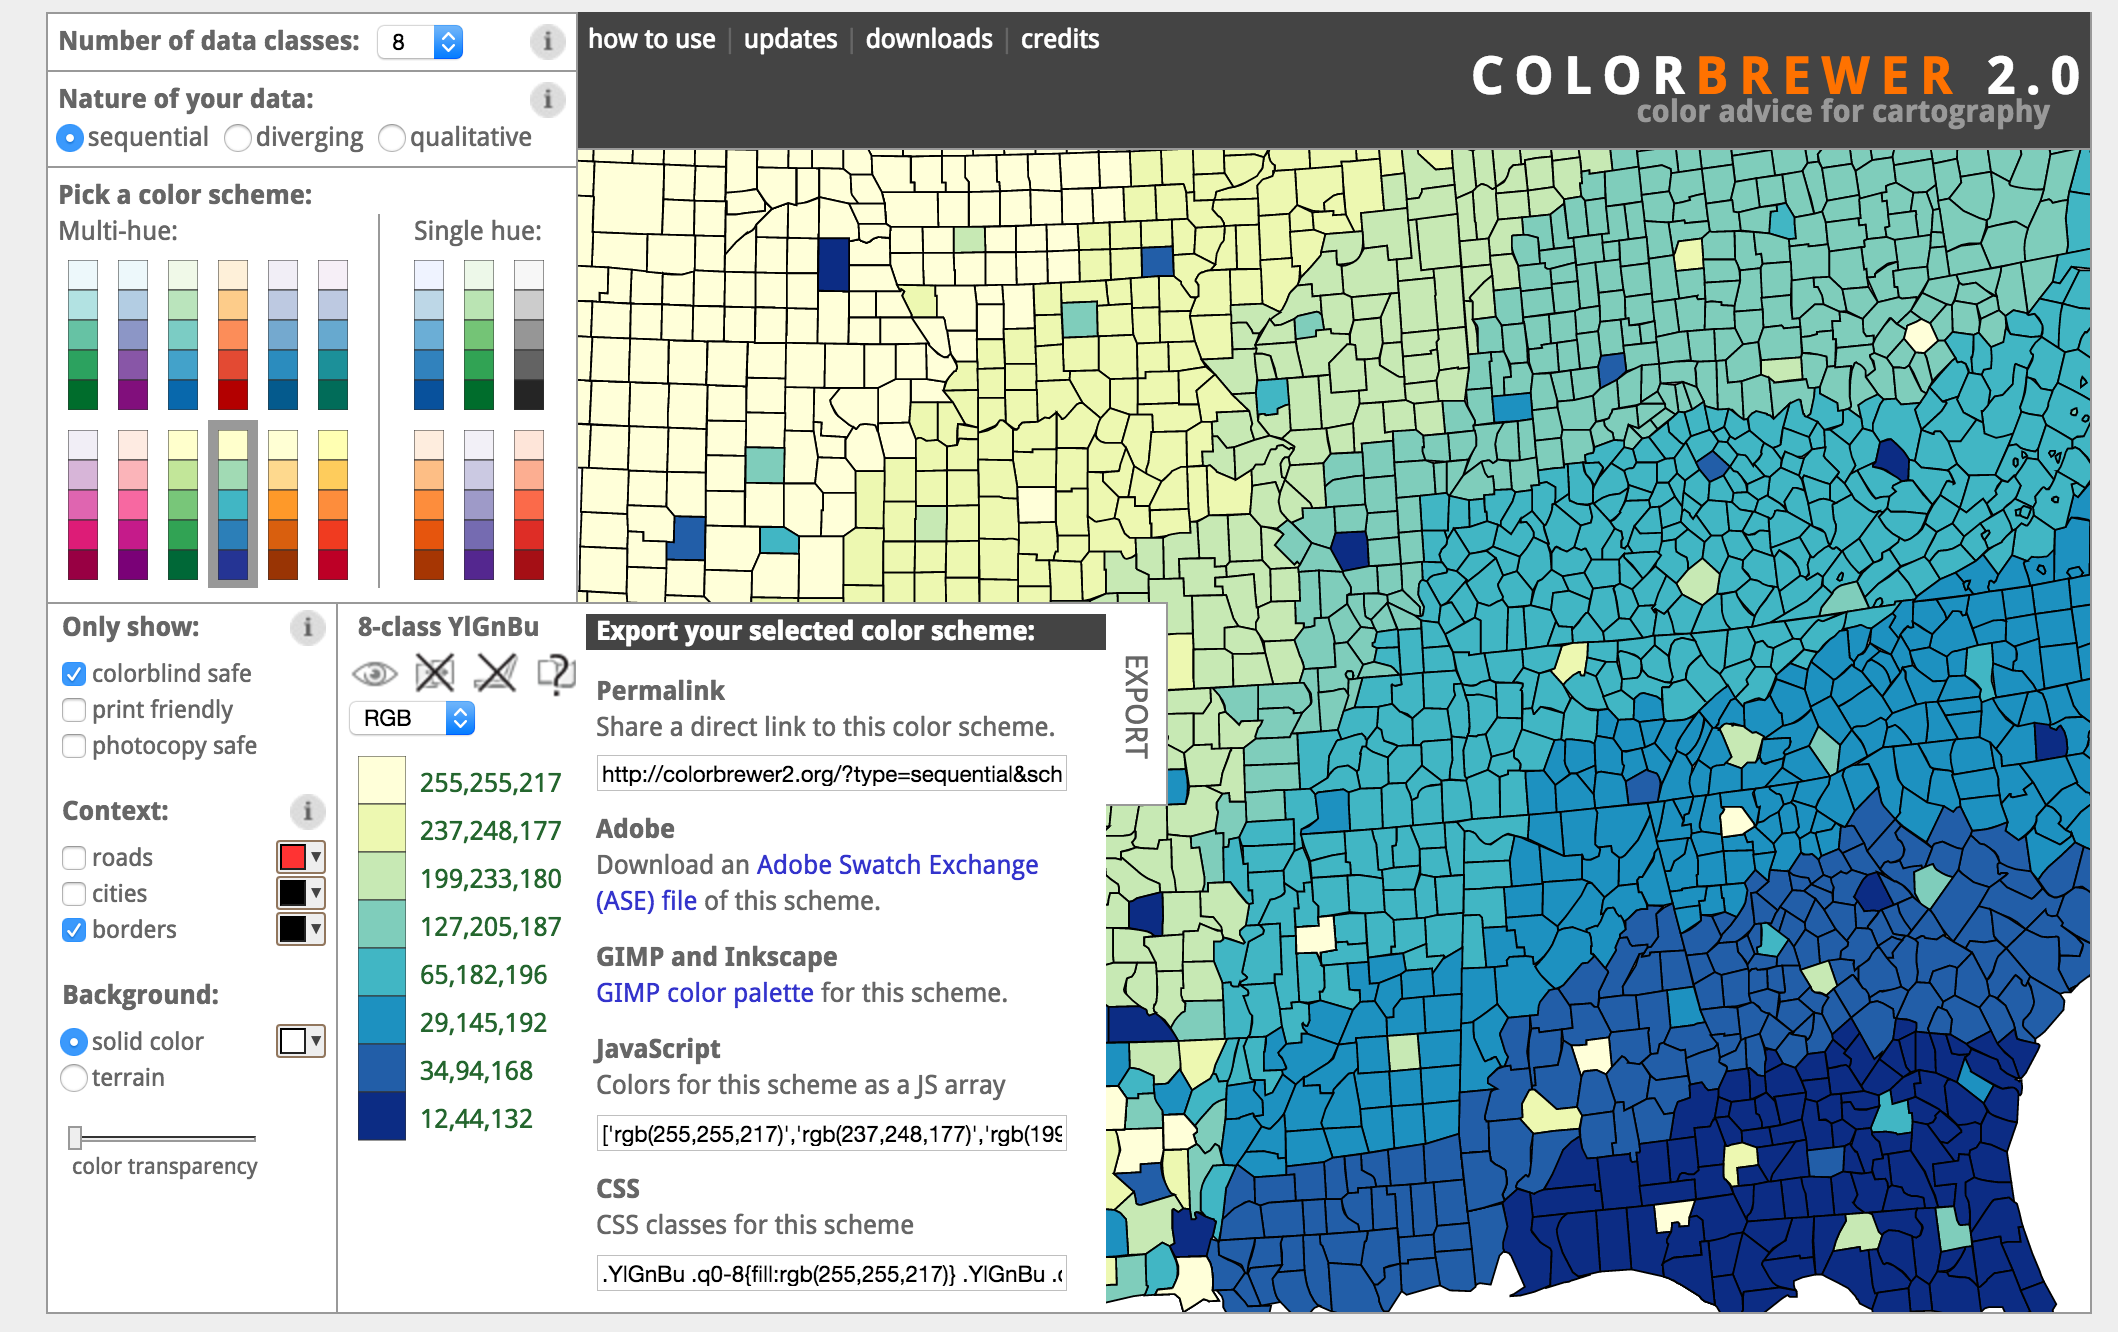 Number of data classes: 8 i
how to use | updates | downloads | credits
COLORBREWER 2.0
color advice for cartography
Nature of your data: i
sequential diverging qualitative
Pick a color scheme:
Multi-hue: Single hue:
Only show: i
colorblind safe
print friendly
photocopy safe
Context: i
roads
cities
borders
Background:
solid color
terrain
color transparency
8-class YlGnBu
?
RGB
255,255,217
237,248,177
199,233,180
127,205,187
65,182,196
29,145,192
34,94,168
12,44,132
Export your selected color scheme:
EXPORT
Permalink
Share a direct link to this color scheme.
http://colorbrewer2.org/?type=sequential&sch
Adobe
Download an Adobe Swatch Exchange
(ASE) file of this scheme.
GIMP and Inkscape
GIMP color palette for this scheme.
JavaScript
Colors for this scheme as a JS array
['rgb(255,255,217)','rgb(237,248,177)','rgb(199
CSS
CSS classes for this scheme
.YlGnBu .q0-8{fill:rgb(255,255,217)} .YlGnBu .